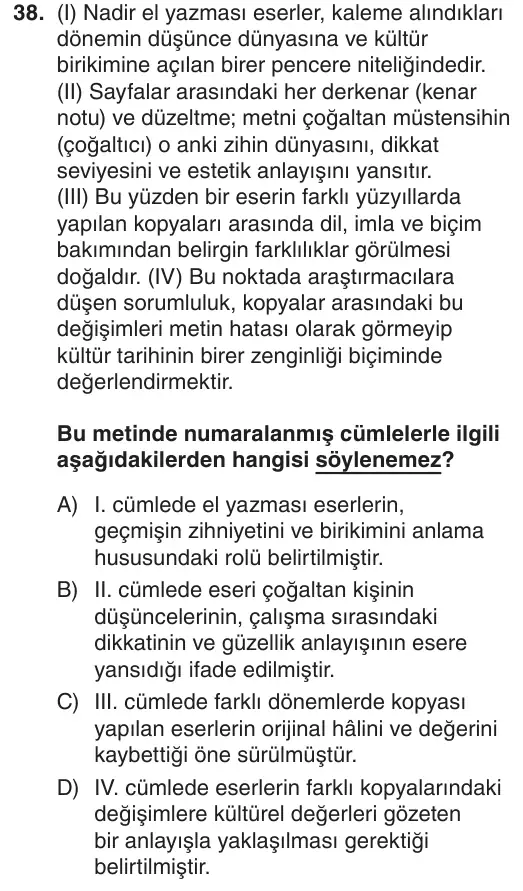 38. (I) Nadir el yazması eserler, kaleme alındıkları
dönemin düşünce dünyasına ve kültür
birikimine açılan birer pencere niteliğindedir.
(II) Sayfalar arasındaki her derkenar (kenar
notu) ve düzeltme; metni çoğaltan müstensihin
(çoğaltıcı) o anki zihin dünyasını, dikkat
seviyesini ve estetik anlayışını yansıtır.
(III) Bu yüzden bir eserin farklı yüzyıllarda
yapılan kopyaları arasında dil, imla ve biçim
bakımından belirgin farklılıklar görülmesi
doğaldır. (IV) Bu noktada araştırmacılara
düşen sorumluluk, kopyalar arasındaki bu
değişimleri metin hatası olarak görmeyip
kültür tarihinin birer zenginliği biçiminde
değerlendirmektir.
Bu metinde numaralanmış cümlelerle ilgili
aşağıdakilerden hangisi söylenemez?
A) I. cümlede el yazması eserlerin,
geçmişin zihniyetini ve birikimini anlama
hususundaki rolü belirtilmiştir.
B) II. cümlede eseri çoğaltan kişinin
düşüncelerinin, çalışma sırasındaki
dikkatinin ve güzellik anlayışının esere
yansıdığı ifade edilmiştir.
C) III. cümlede farklı dönemlerde kopyası
yapılan eserlerin orijinal hâlini ve değerini
kaybettiği öne sürülmüştür.
D) IV. cümlede eserlerin farklı kopyalarındaki
değişimlere kültürel değerleri gözeten
bir anlayışla yaklaşılması gerektiği
belirtilmiştir.